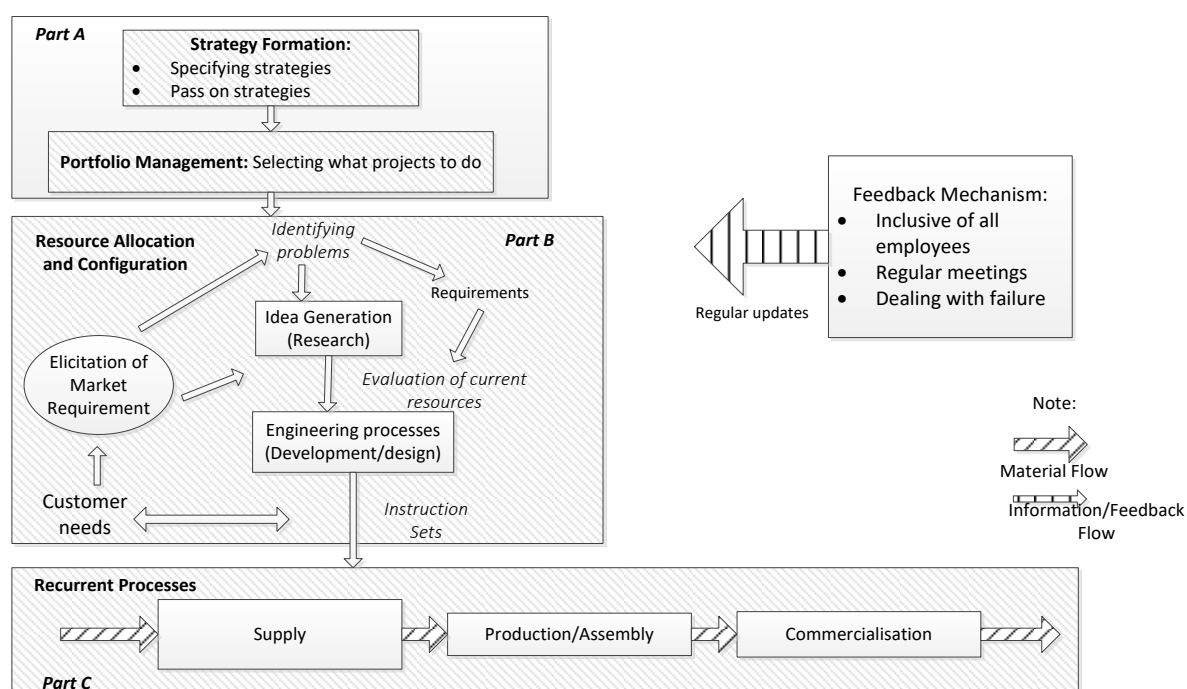 Part A
Strategy Formation:
• Specifying strategies
• Pass on strategies
Portfolio Management: Selecting what projects to do
Resource Allocation
and Configuration
Identifying
problems
Part B
Requirements
Idea Generation
(Research)
Elicitation of
Market
Requirement
Evaluation of current
resources
Engineering processes
(Development/design)
Customer
needs
Instruction
Sets
Recurrent Processes
Supply
Production/Assembly
Commercialisation
Part C
Feedback Mechanism:
• Inclusive of all
employees
• Regular meetings
• Dealing with failure
Regular updates
Note:
Material Flow
Information/Feedback
Flow